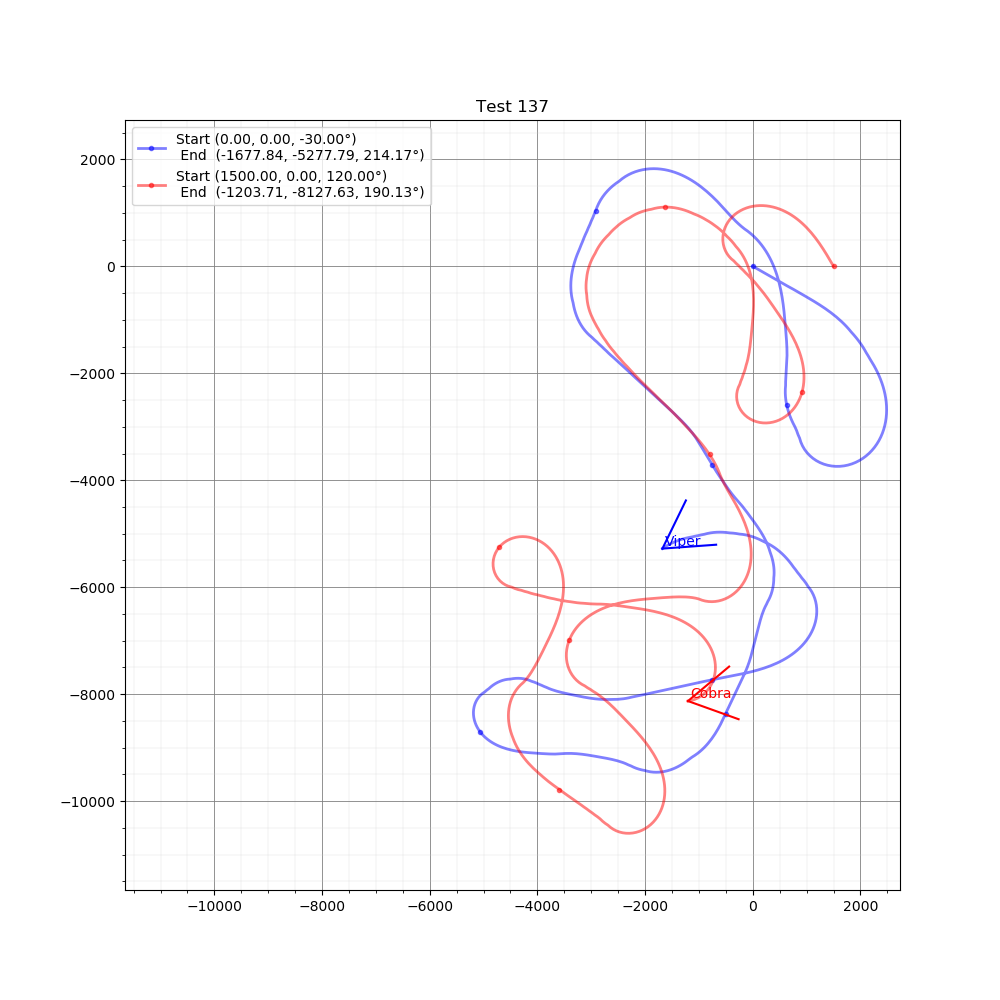 Test 137
Start (0.00, 0.00, -30.00°)
End (-1677.84, -5277.79, 214.17°)
Start (1500.00, 0.00, 120.00°)
End (-1203.71, -8127.63, 190.13°)
2000
0
−2000
−4000
−6000
−8000
−10000
Viper
Cobra
−10000
−8000
−6000
−4000
−2000
0
2000